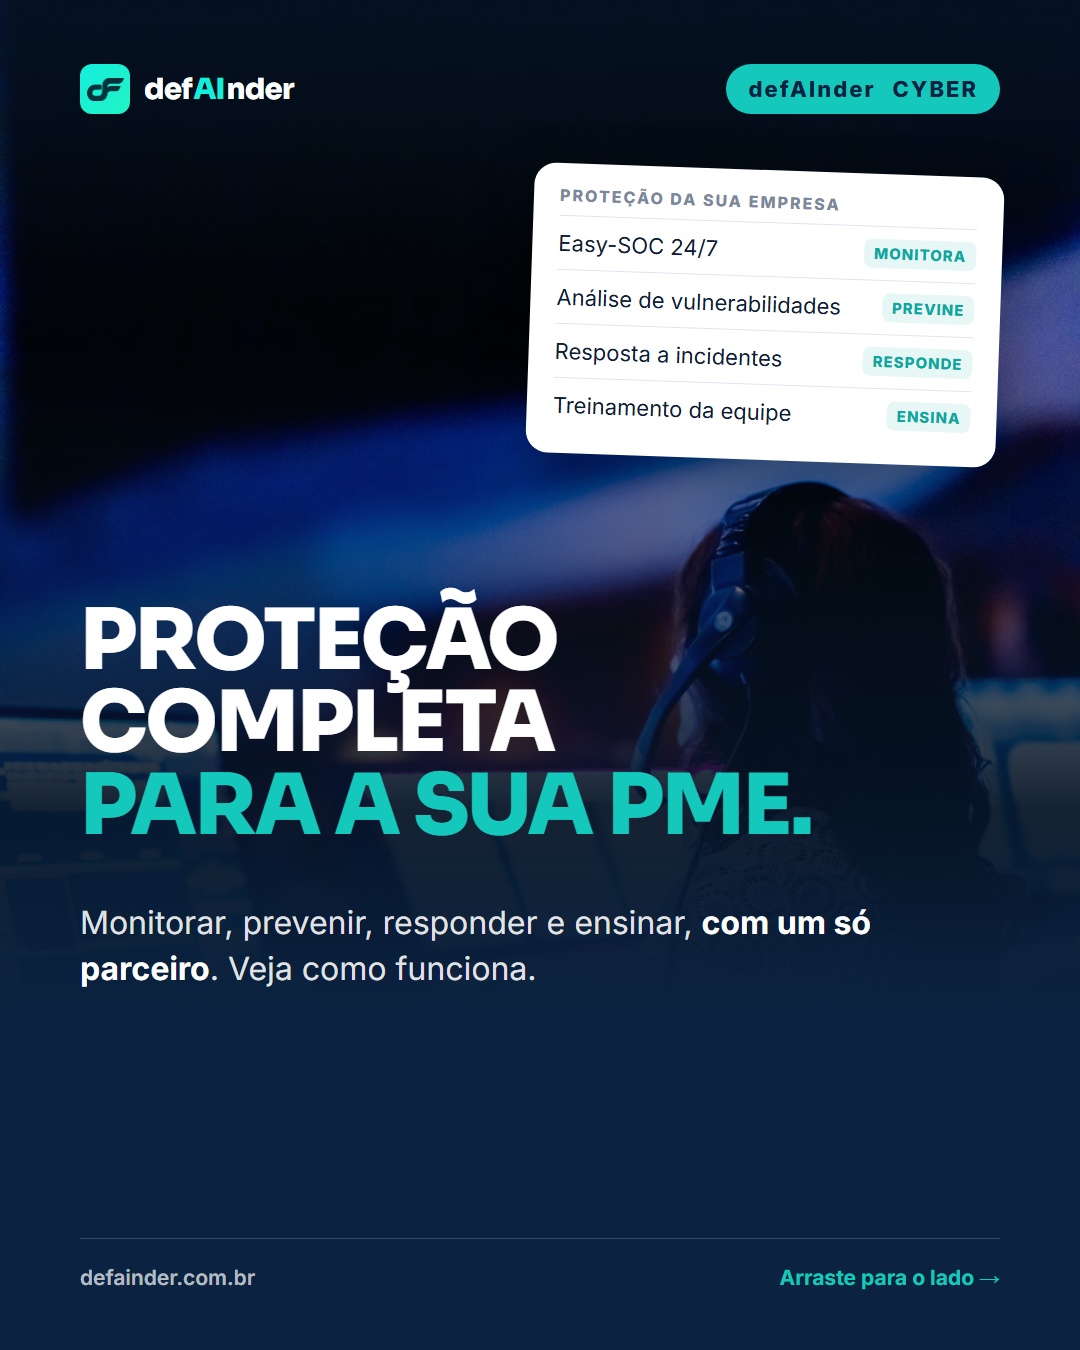 defAInder
defAInder CYBER
PROTEÇÃO DA SUA EMPRESA
Easy-SOC 24/7 MONITORA
Análise de vulnerabilidades PREVINE
Resposta a incidentes RESPONDE
Treinamento da equipe ENSINA
PROTEÇÃO
COMPLETA
PARA A SUA PME.
Monitorar, prevenir, responder e ensinar, com um só
parceiro. Veja como funciona.
defainder.com.br
Arraste para o lado →